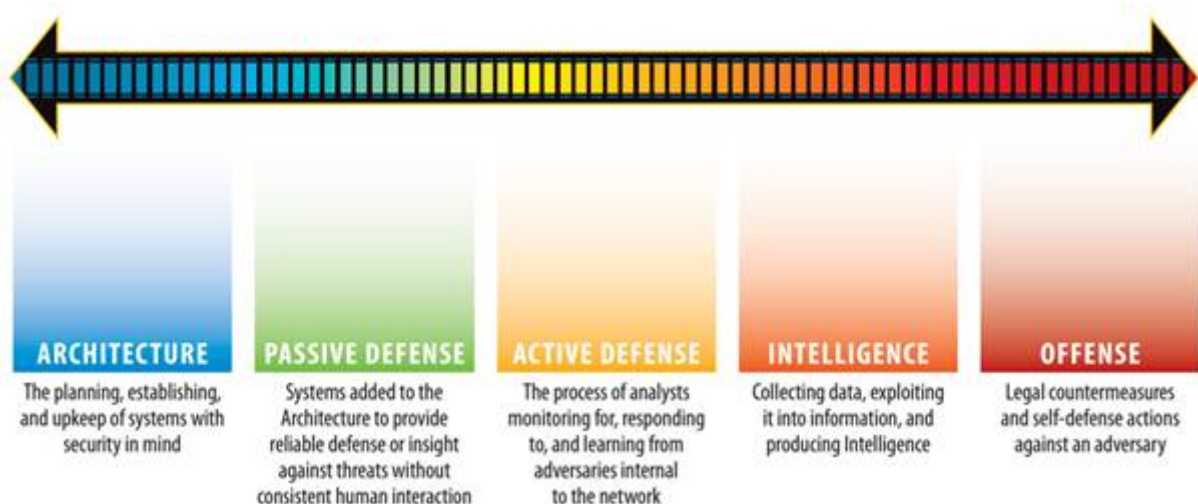 ARCHITECTURE
The planning, establishing,
and upkeep of systems with
security in mind
PASSIVE DEFENSE
Systems added to the
Architecture to provide
reliable defense or insight
against threats without
consistent human interaction
ACTIVE DEFENSE
The process of analysts
monitoring for, responding
to, and learning from
adversaries internal
to the network
INTELLIGENCE
Collecting data, exploiting
it into information, and
producing Intelligence
OFFENSE
Legal countermeasures
and self-defense actions
against an adversary